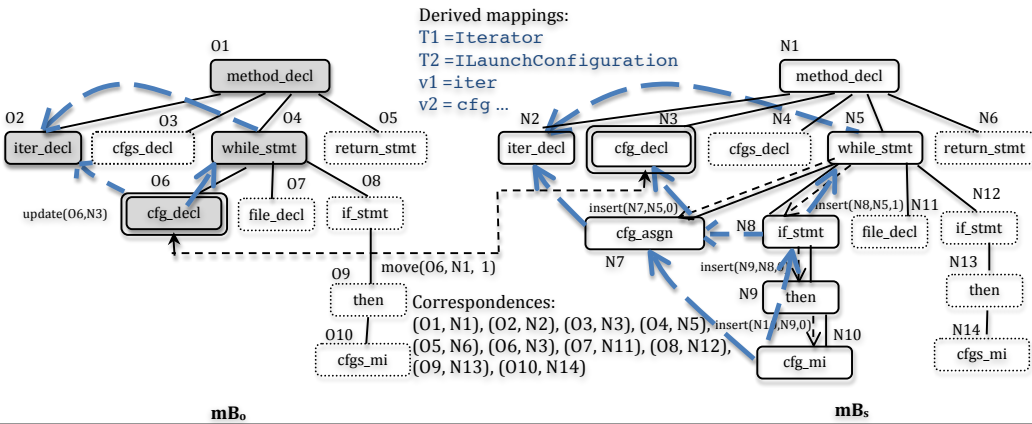 Derived mappings:
T1 =Iterator
T2 =ILaunchConfiguration
v1 =iter
v2 = cfg …
O1
method_decl
O2
O3
O4
O5
iter_decl
cfgs_decl
while_stmt
return_stmt
O6
O7
O8
update(O6,N3)
cfg_decl
file_decl
if_stmt
move(O6, N1, 1)
O9
then
O10
cfgs_mi
mBo
Correspondences:
(O1, N1), (O2, N2), (O3, N3), (O4, N5),
(O5, N6), (O6, N3), (O7, N11), (O8, N12),
(O9, N13), (O10, N14)
N1
method_decl
N2
N3
N4
N5
N6
iter_decl
cfg_decl
cfgs_decl
while_stmt
return_stmt
insert(N7,N5,0)
insert(N8,N5,1)
N11
N12
cfg_asgn
N7
N8
if_stmt
file_decl
if_stmt
insert(N9,N8,0)
N13
N9
then
then
insert(N10,N9,0)
N10
N14
cfg_mi
cfgs_mi
mBs